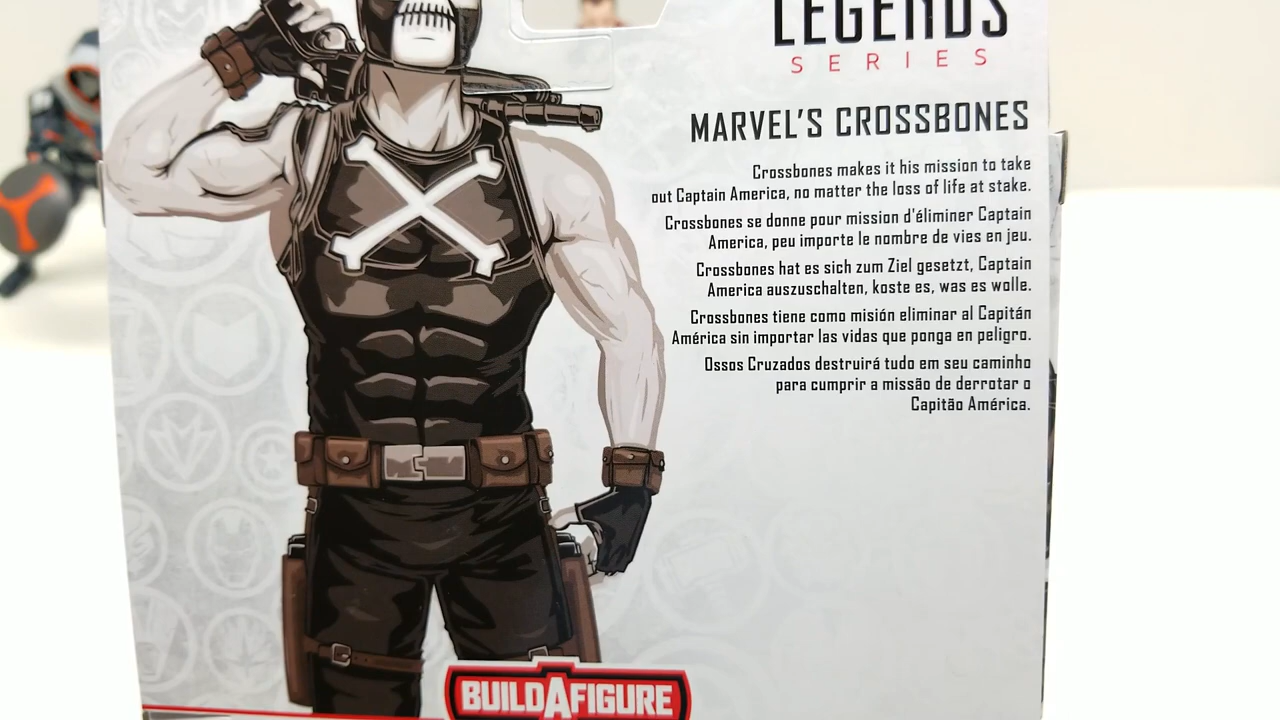 LEGENDS
SERIES
MARVEL'S CROSSBONES
Crossbones makes it his mission to take
out Captain America, no matter the loss of life at stake.
Crossbones se donne pour mission d'éliminer Captain
America, peu importe le nombre de vies en jeu.
Crossbones hat es sich zum Ziel gesetzt, Captain
America auszuschalten, koste es, was es wolle.
Crossbones tiene como misión eliminar al Capitán
América sin importar las vidas que ponga en peligro.
Ossos Cruzados destruirá tudo em seu caminho
para cumprir a missão de derrotar o
Capitão América.
BUILDAFIGURE